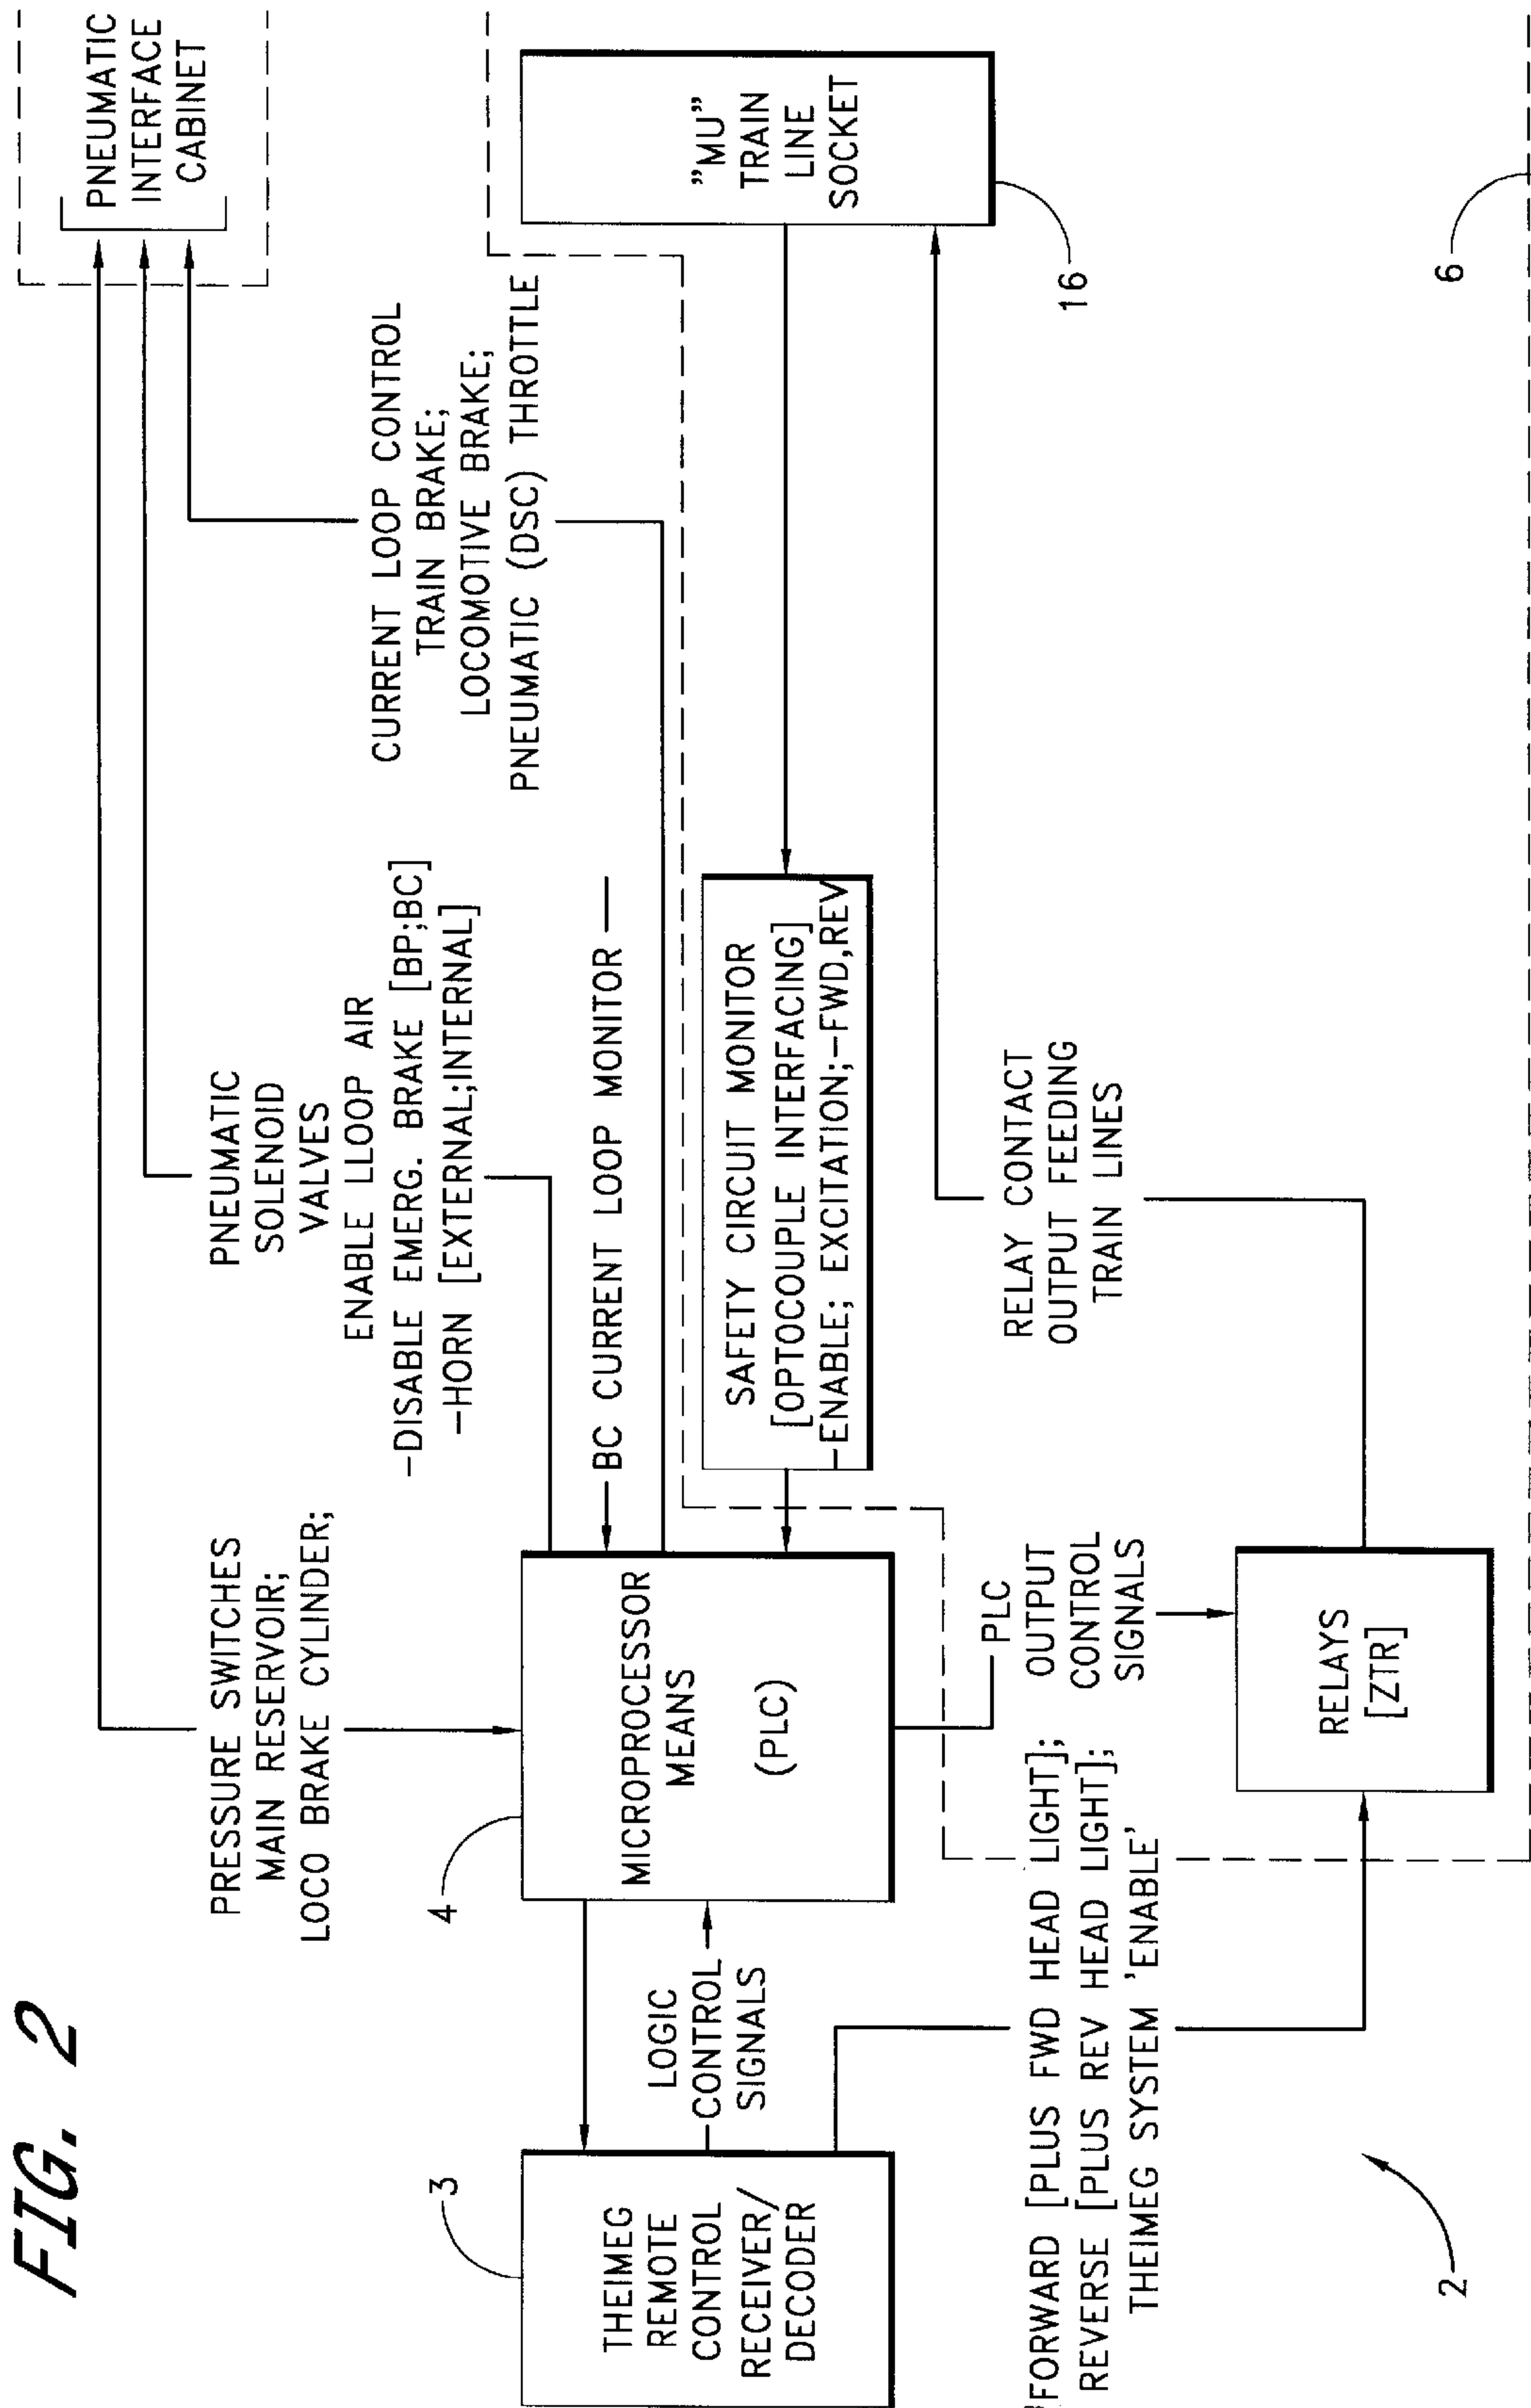 FIG. 2
PNEUMATIC
INTERFACE
CABINET
PRESSURE SWITCHES
MAIN RESERVOIR;
LOCO BRAKE CYLINDER;
PNEUMATIC
SOLENOID
VALVES
ENABLE LLOOP AIR
-DISABLE EMERG. BRAKE [BP;BC]
-HORN [EXTERNAL;INTERNAL]
CURRENT LOOP CONTROL
TRAIN BRAKE;
LOCOMOTIVE BRAKE;
PNEUMATIC (DSC) THROTTLE
BC CURRENT LOOP MONITOR
3
THEIMEG
REMOTE
CONTROL
RECEIVER/
DECODER
LOGIC
CONTROL
SIGNALS
4
MICROPROCESSOR
MEANS
(PLC)
SAFETY CIRCUIT MONITOR
[OPTOCOUPLE INTERFACING]
-ENABLE; EXCITATION;-FWD,REV
"MU"
TRAIN
LINE
SOCKET
16
PLC
OUTPUT
CONTROL
SIGNALS
RELAY CONTACT
OUTPUT FEEDING
TRAIN LINES
FORWARD [PLUS FWD HEAD LIGHT];
REVERSE [PLUS REV HEAD LIGHT];
THEIMEG SYSTEM 'ENABLE'
RELAYS
[ZTR]
2
6